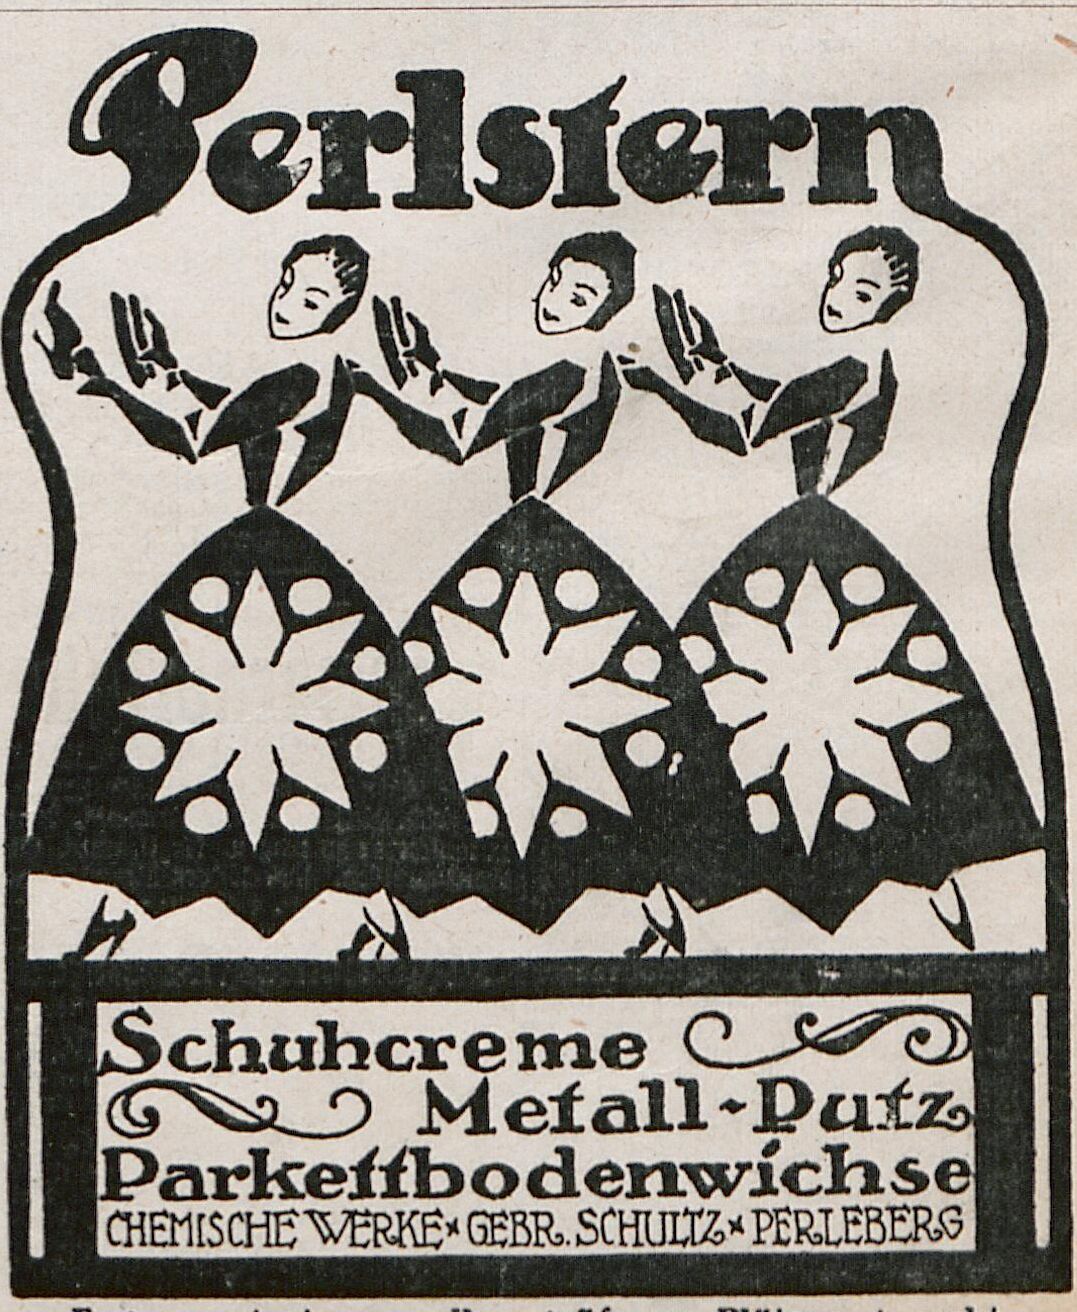 Perlstern
Schuhcreme
Metall-Putz
Parkettbodenwichse
CHEMISCHE WERKE * GEBR. SCHULTZ * PERLEBERG